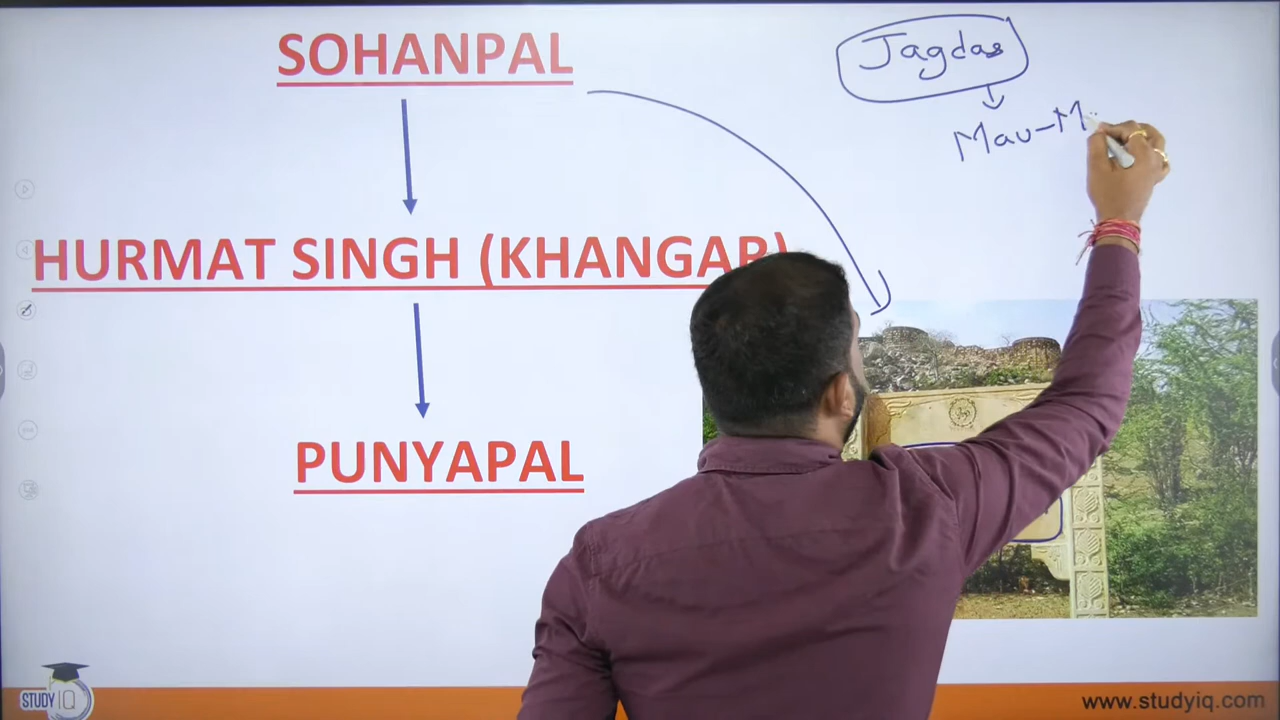 SOHANPAL
Jagdas
Mau-M
HURMAT SINGH (KHANGAR)
PUNYAPAL
STUDY IQ
www.studyiq.com